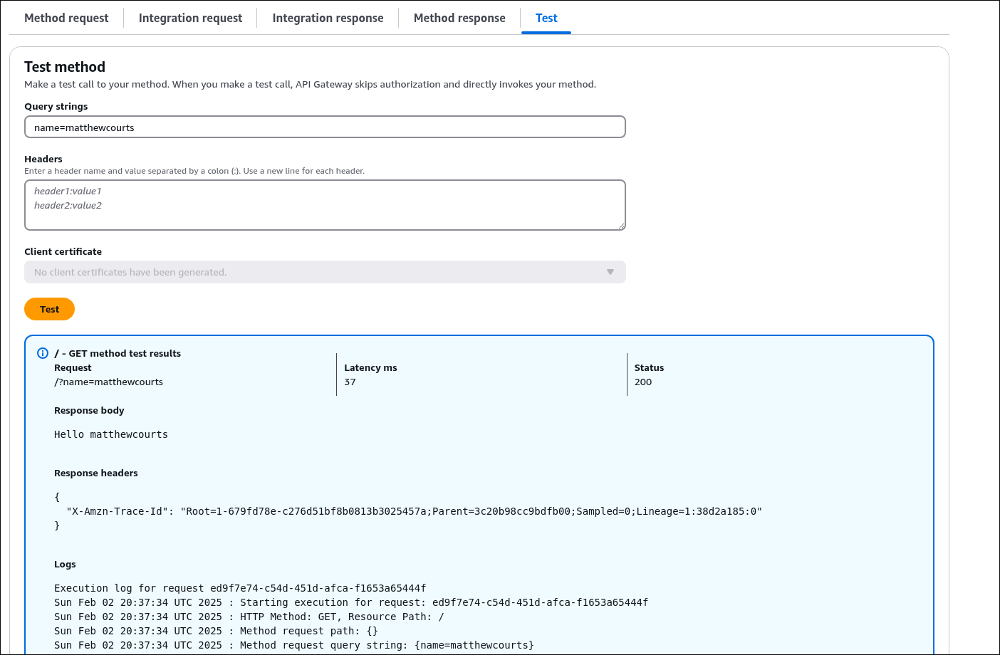 Method request
Integration request
Integration response
Method response
Test
Test method
Make a test call to your method. When you make a test call, API Gateway skips authorization and directly invokes your method.
Query strings
name=matthewcourts
Headers
Enter a header name and value separated by a colon (:). Use a new line for each header.
header1:value1
header2:value2
Client certificate
No client certificates have been generated.
Test
/ - GET method test results
Request
/?name=matthewcourts
Latency ms
37
Status
200
Response body
Hello matthewcourts
Response headers
{
"X-Amzn-Trace-Id": "Root=1-679fd78e-c276d51bf8b0813b3025457a;Parent=3c20b98cc9bdfb00;Sampled=0;Lineage=1:38d2a185:0"
}
Logs
Execution log for request ed9f7e74-c54d-451d-afca-f1653a65444f
Sun Feb 02 20:37:34 UTC 2025 : Starting execution for request: ed9f7e74-c54d-451d-afca-f1653a65444f
Sun Feb 02 20:37:34 UTC 2025 : HTTP Method: GET, Resource Path: /
Sun Feb 02 20:37:34 UTC 2025 : Method request path: {}
Sun Feb 02 20:37:34 UTC 2025 : Method request query string: {name=matthewcourts}